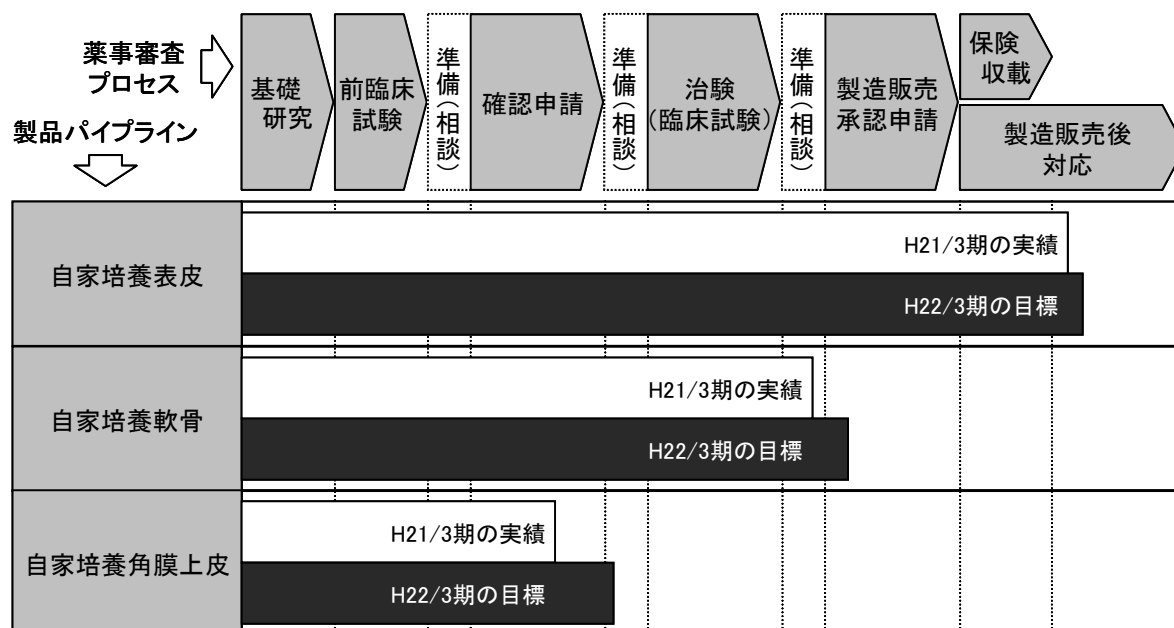 薬事審査
プロセス
製品パイプライン
基礎
研究
前臨床
試験
準備(相談)
確認申請
準備(相談)
治験
(臨床試験)
準備(相談)
製造販売
承認申請
保険
収載
製造販売後
対応
自家培養表皮
H21/3期の実績
H22/3期の目標
自家培養軟骨
H21/3期の実績
H22/3期の目標
自家培養角膜上皮
H21/3期の実績
H22/3期の目標